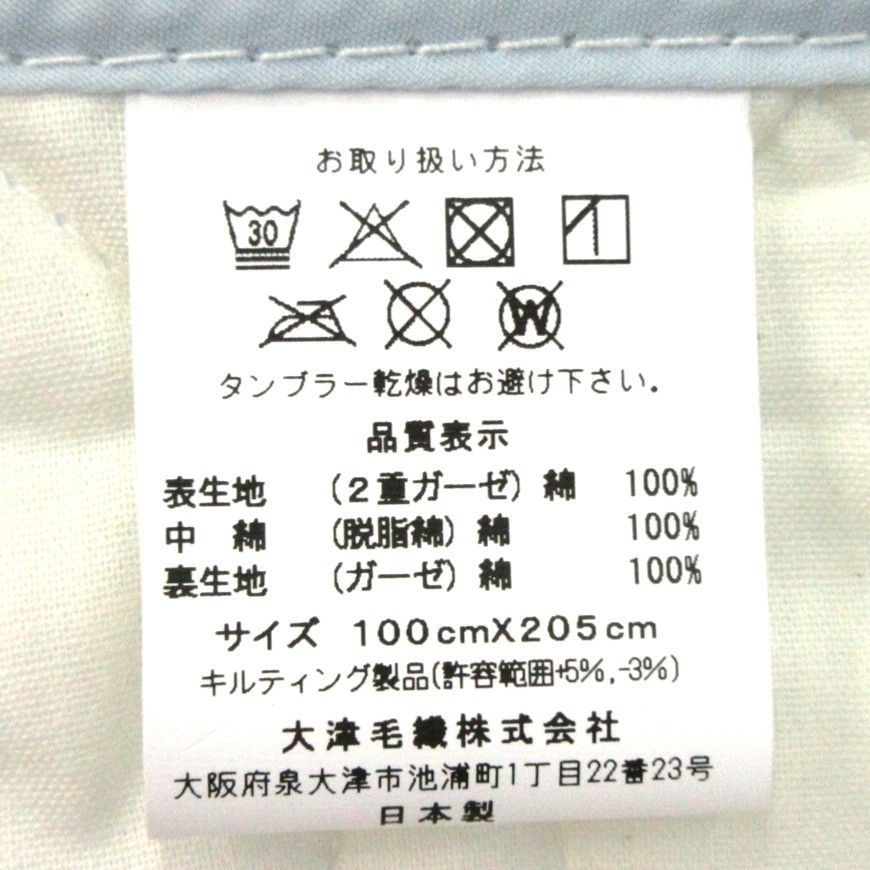 お取り扱い方法
30
W
タンブラー乾燥はお避け下さい.
品質表示
表生地 (2重ガーゼ) 綿 100%
中 綿 (脱脂綿) 綿 100%
裏生地 (ガーゼ) 綿 100%
サイズ 100cmX205cm
キルティング製品(許容範囲+5%,-3%)
大津毛織株式会社
大阪府泉大津市池浦町1丁目22番23号
日本製